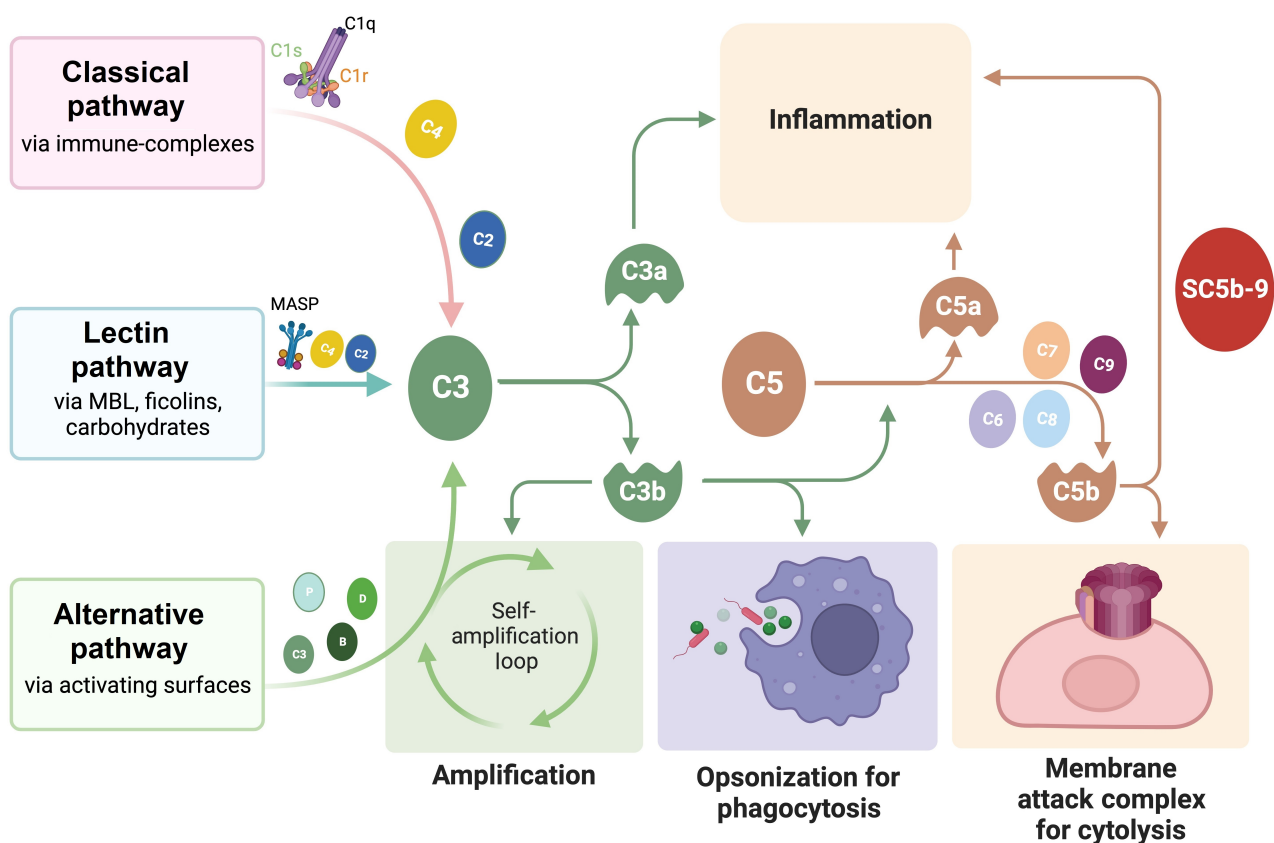 Classical
pathway
via immune-complexes
C1q
C1s
C1r
C4
C2
Lectin
pathway
via MBL, ficolins,
carbohydrates
MASP
C4
C2
C3
Alternative
pathway
via activating surfaces
P
D
C3
B
C3a
C3b
Inflammation
C5
C5a
C7
C9
C6
C8
C5b
SC5b-9
Self-
amplification
loop
Amplification
Opsonization for
phagocytosis
Membrane
attack complex
for cytolysis